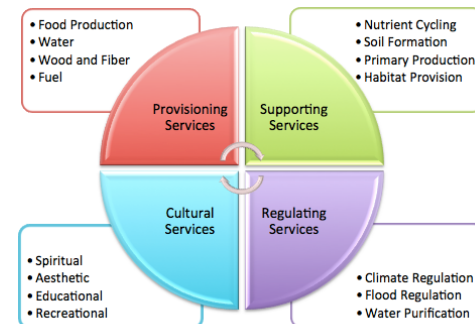 • Food Production
• Water
• Wood and Fiber
• Fuel
• Nutrient Cycling
• Soil Formation
• Primary Production
• Habitat Provision
Provisioning
Services
Supporting
Services
Cultural
Services
Regulating
Services
• Spiritual
• Aesthetic
• Educational
• Recreational
• Climate Regulation
• Flood Regulation
• Water Purification